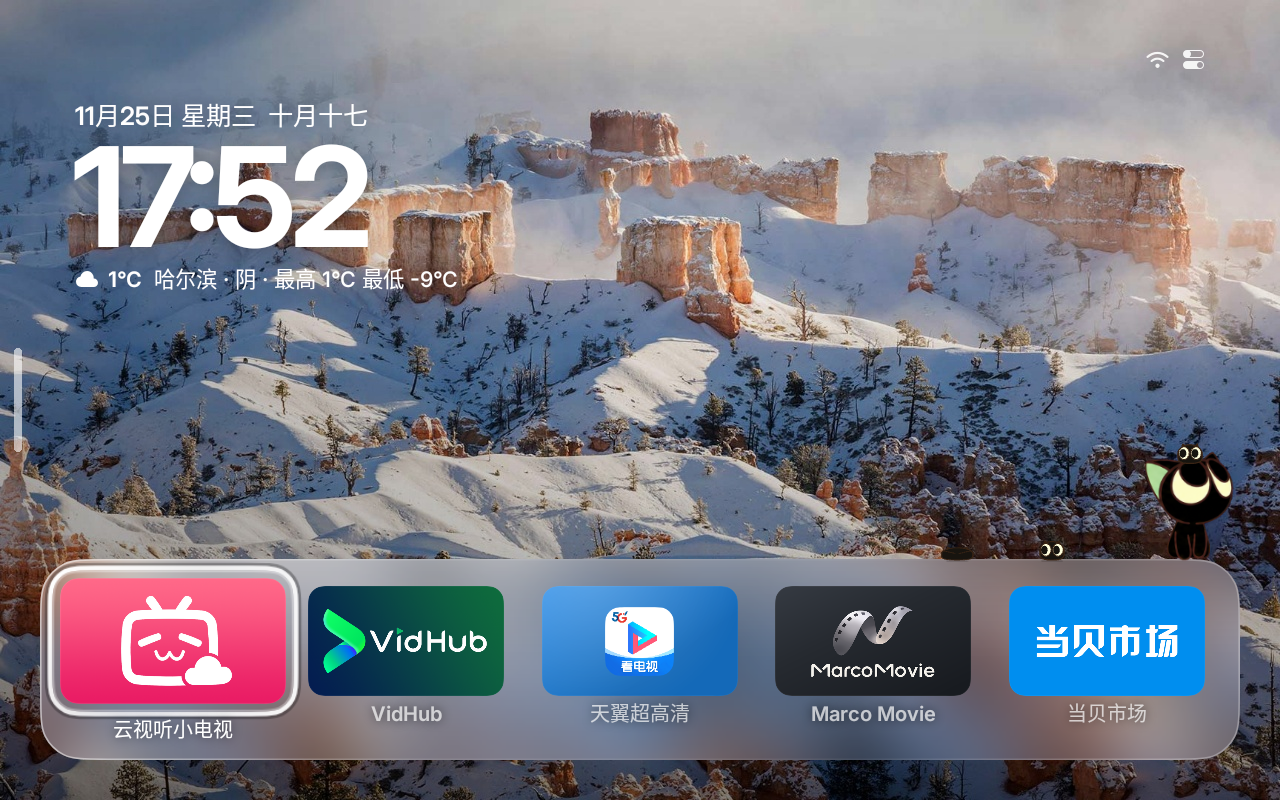 11月25日 星期三 十月十七
17:52
1°C 哈尔滨 · 阴 · 最高 1°C 最低 -9°C
VidHub
5G
看电视
MarcoMovie
当贝市场
云视听小电视
VidHub
天翼超高清
Marco Movie
当贝市场